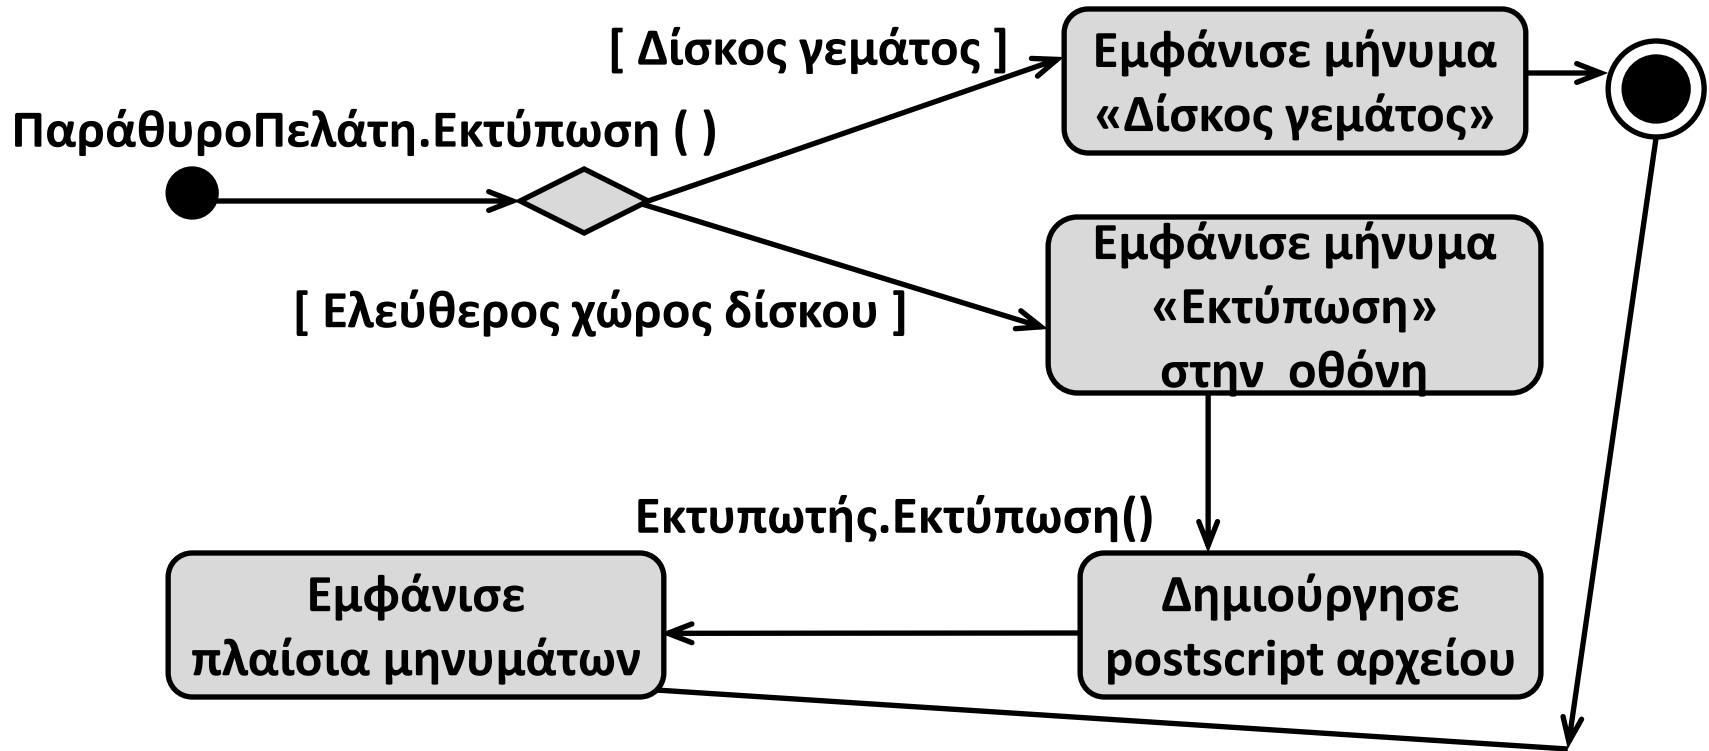 [ Δίσκος γεμάτος ]
Εμφάνισε μήνυμα
«Δίσκος γεμάτος»
ΠαράθυροΠελάτη.Εκτύπωση ( )
[ Ελεύθερος χώρος δίσκου ]
Εμφάνισε μήνυμα
«Εκτύπωση»
στην οθόνη
Εκτυπωτής.Εκτύπωση()
Εμφάνισε
πλαίσια μηνυμάτων
Δημιούργησε
postscript αρχείου